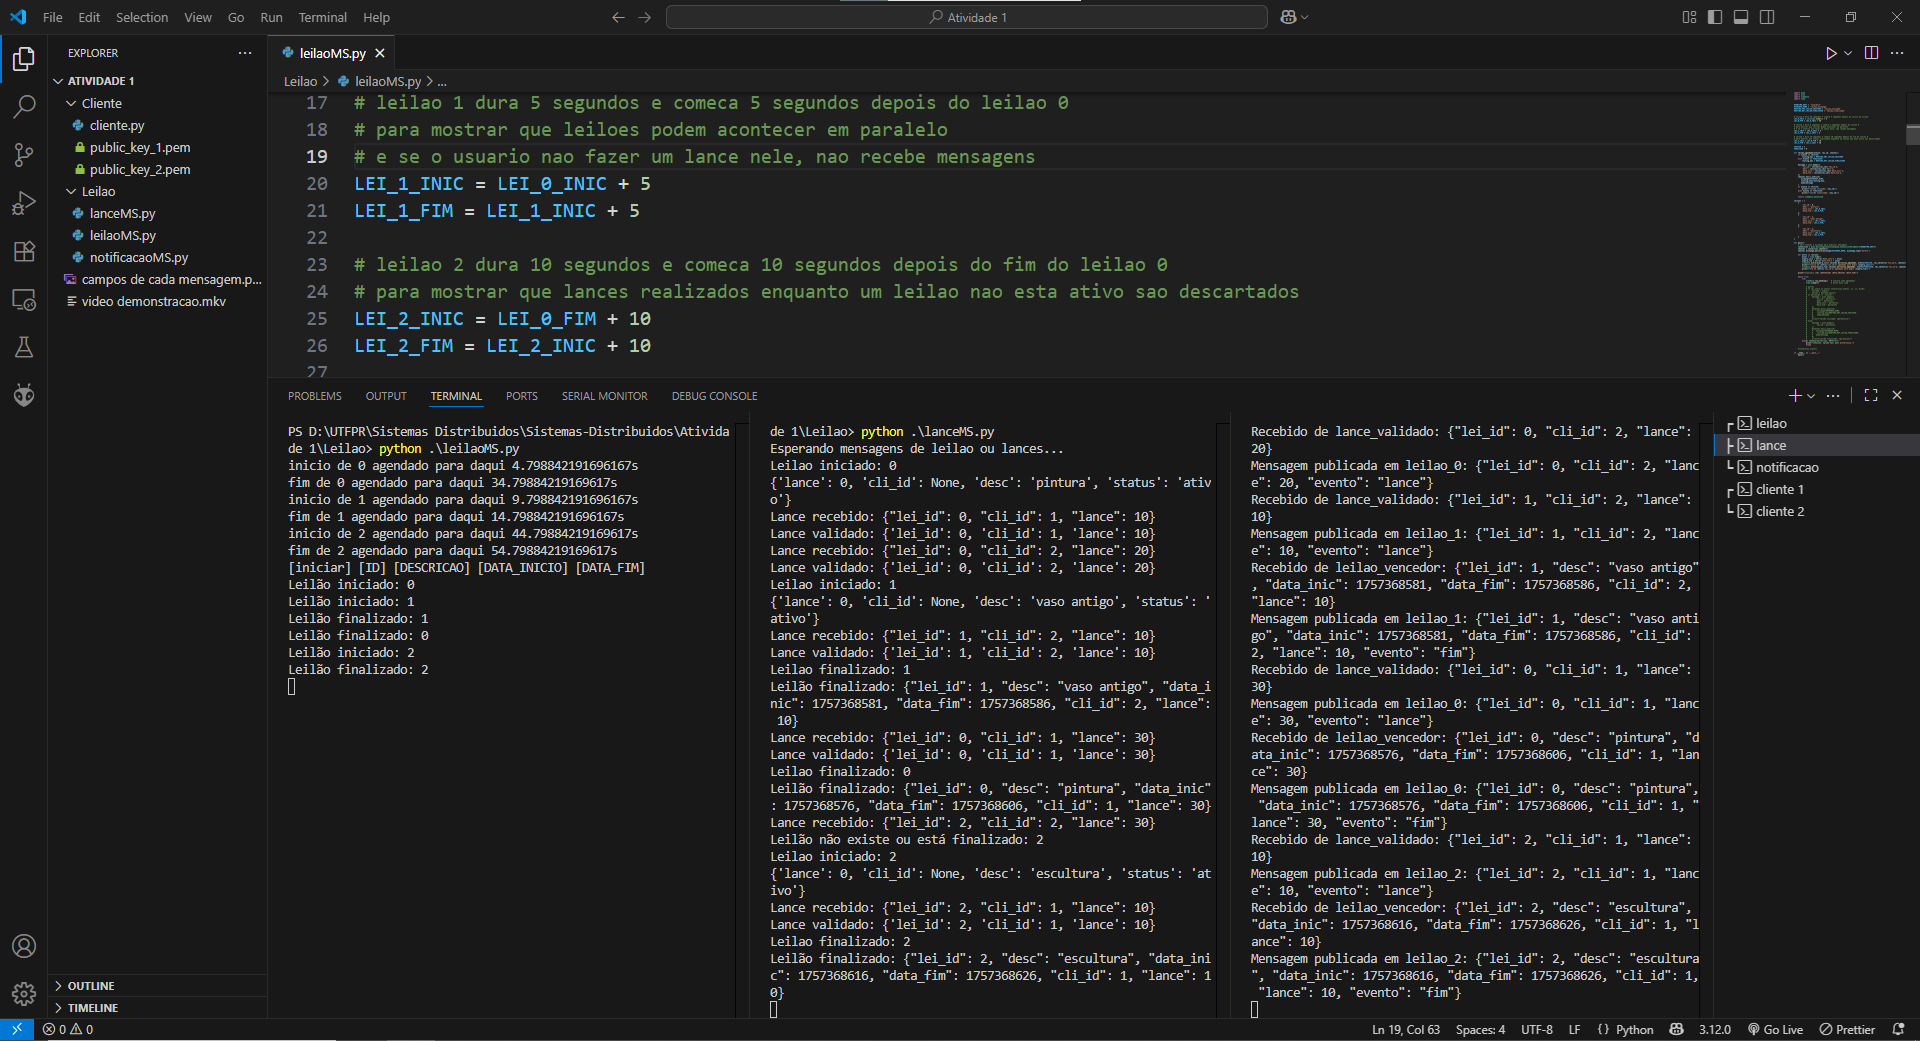 File Edit Selection View Go Run Terminal Help
Atividade 1
EXPLORER
ATIVIDADE 1
Cliente
cliente.py
public_key_1.pem
public_key_2.pem
Leilao
lanceMS.py
leilaoMS.py
notificacaoMS.py
campos de cada mensagem.p...
video demonstracao.mkv
OUTLINE
TIMELINE
leilaoMS.py
Leilao > leilaoMS.py > ...
17 # leilao 1 dura 5 segundos e comeca 5 segundos depois do leilao 0
18 # para mostrar que leiloes podem acontecer em paralelo
19 # e se o usuario nao fazer um lance nele, nao recebe mensagens
20 LEI_1_INIC = LEI_0_INIC + 5
21 LEI_1_FIM = LEI_1_INIC + 5
22
23 # leilao 2 dura 10 segundos e comeca 10 segundos depois do fim do leilao 0
24 # para mostrar que lances realizados enquanto um leilao nao esta ativo sao descartados
25 LEI_2_INIC = LEI_0_FIM + 10
26 LEI_2_FIM = LEI_2_INIC + 10
27
PROBLEMS OUTPUT TERMINAL PORTS SERIAL MONITOR DEBUG CONSOLE
PS D:\UTFPR\Sistemas Distribuidos\Sistemas-Distribuidos\Ativida
de 1\Leilao> python .\leilaoMS.py
inicio de 0 agendado para daqui 4.798842191696167s
fim de 0 agendado para daqui 34.79884219169617s
inicio de 1 agendado para daqui 9.798842191696167s
fim de 1 agendado para daqui 14.798842191696167s
inicio de 2 agendado para daqui 44.79884219169617s
fim de 2 agendado para daqui 54.79884219169617s
[iniciar] [ID] [DESCRICAO] [DATA_INICIO] [DATA_FIM]
Leilão iniciado: 0
Leilão iniciado: 1
Leilão finalizado: 1
Leilão finalizado: 0
Leilão iniciado: 2
Leilão finalizado: 2
de 1\Leilao> python .\lanceMS.py
Esperando mensagens de leilao ou lances...
Leilao iniciado: 0
{'lance': 0, 'cli_id': None, 'desc': 'pintura', 'status': 'ativ
o'}
Lance recebido: {"lei_id": 0, "cli_id": 1, "lance": 10}
Lance validado: {'lei_id': 0, 'cli_id': 1, 'lance': 10}
Lance recebido: {"lei_id": 0, "cli_id": 2, "lance": 20}
Lance validado: {'lei_id': 0, 'cli_id': 2, 'lance': 20}
Leilao iniciado: 1
{'lance': 0, 'cli_id': None, 'desc': 'vaso antigo', 'status': '
ativo'}
Lance recebido: {"lei_id": 1, "cli_id": 2, "lance": 10}
Lance validado: {'lei_id': 1, 'cli_id': 2, 'lance': 10}
Leilao finalizado: 1
Leilão finalizado: {"lei_id": 1, "desc": "vaso antigo", "data_i
nic": 1757368581, "data_fim": 1757368586, "cli_id": 2, "lance":
10}
Lance recebido: {"lei_id": 0, "cli_id": 1, "lance": 30}
Lance validado: {'lei_id': 0, 'cli_id': 1, 'lance': 30}
Leilao finalizado: 0
Leilão finalizado: {"lei_id": 0, "desc": "pintura", "data_inic"
: 1757368576, "data_fim": 1757368606, "cli_id": 1, "lance": 30}
Lance recebido: {"lei_id": 2, "cli_id": 2, "lance": 30}
Leilão não existe ou está finalizado: 2
Leilao iniciado: 2
{'lance': 0, 'cli_id': None, 'desc': 'escultura', 'status': 'at
ivo'}
Lance recebido: {"lei_id": 2, "cli_id": 1, "lance": 10}
Lance validado: {'lei_id': 2, 'cli_id': 1, 'lance': 10}
Leilao finalizado: 2
Leilão finalizado: {"lei_id": 2, "desc": "escultura", "data_ini
c": 1757368616, "data_fim": 1757368626, "cli_id": 1, "lance": 1
0}
Recebido de lance_validado: {"lei_id": 0, "cli_id": 2, "lance":
20}
Mensagem publicada em leilao_0: {"lei_id": 0, "cli_id": 2, "lanc
e": 20, "evento": "lance"}
Recebido de lance_validado: {"lei_id": 1, "cli_id": 2, "lance":
10}
Mensagem publicada em leilao_1: {"lei_id": 1, "cli_id": 2, "lanc
e": 10, "evento": "lance"}
Recebido de leilao_vencedor: {"lei_id": 1, "desc": "vaso antigo"
, "data_inic": 1757368581, "data_fim": 1757368586, "cli_id": 2,
"lance": 10}
Mensagem publicada em leilao_1: {"lei_id": 1, "desc": "vaso anti
go", "data_inic": 1757368581, "data_fim": 1757368586, "cli_id":
2, "lance": 10, "evento": "fim"}
Recebido de lance_validado: {"lei_id": 0, "cli_id": 1, "lance":
30}
Mensagem publicada em leilao_0: {"lei_id": 0, "cli_id": 1, "lanc
e": 30, "evento": "lance"}
Recebido de leilao_vencedor: {"lei_id": 0, "desc": "pintura", "d
ata_inic": 1757368576, "data_fim": 1757368606, "cli_id": 1, "lan
ce": 30}
Mensagem publicada em leilao_0: {"lei_id": 0, "desc": "pintura",
"data_inic": 1757368576, "data_fim": 1757368606, "cli_id": 1, "
lance": 30, "evento": "fim"}
Recebido de lance_validado: {"lei_id": 2, "cli_id": 1, "lance":
10}
Mensagem publicada em leilao_2: {"lei_id": 2, "cli_id": 1, "lanc
e": 10, "evento": "lance"}
Recebido de leilao_vencedor: {"lei_id": 2, "desc": "escultura",
"data_inic": 1757368616, "data_fim": 1757368626, "cli_id": 1, "l
ance": 10}
Mensagem publicada em leilao_2: {"lei_id": 2, "desc": "escultura
", "data_inic": 1757368616, "data_fim": 1757368626, "cli_id": 1,
"lance": 10, "evento": "fim"}
leilao
lance
notificacao
cliente 1
cliente 2
0 0
Ln 19, Col 63 Spaces: 4 UTF-8 LF {} Python 3.12.0 Go Live Prettier